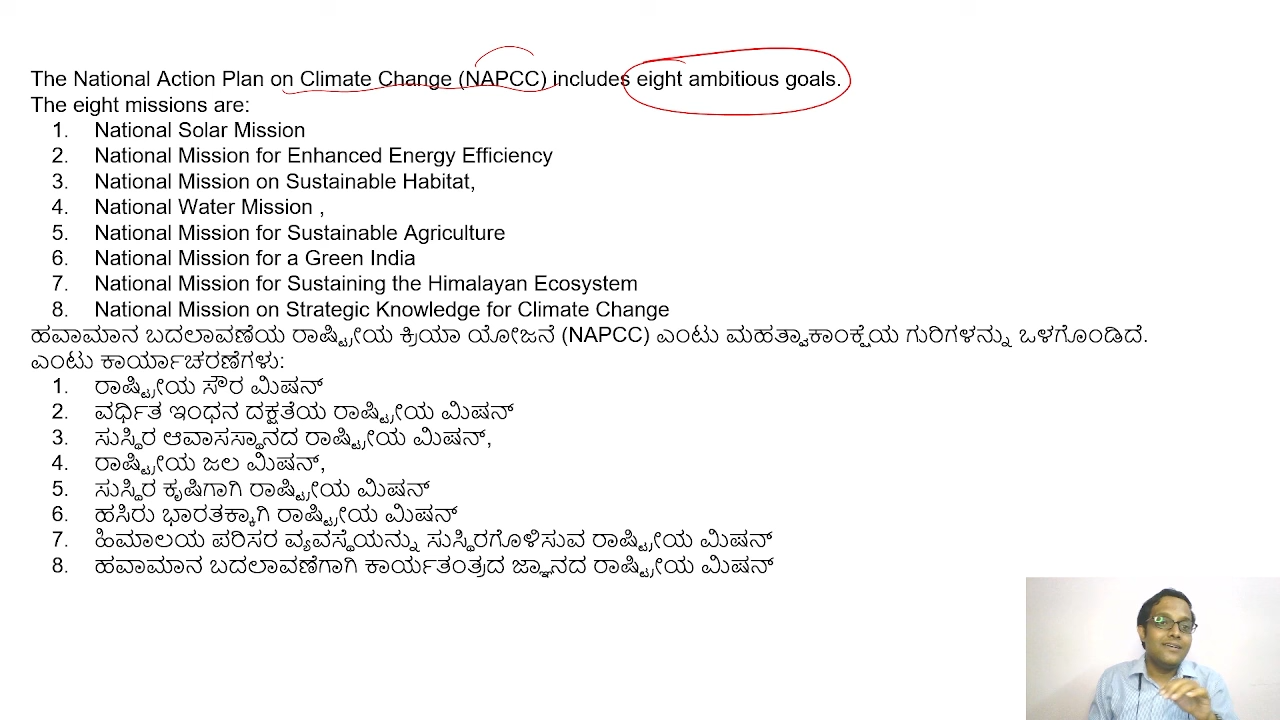 The National Action Plan on Climate Change (NAPCC) includes eight ambitious goals.
The eight missions are:
1. National Solar Mission
2. National Mission for Enhanced Energy Efficiency
3. National Mission on Sustainable Habitat,
4. National Water Mission ,
5. National Mission for Sustainable Agriculture
6. National Mission for a Green India
7. National Mission for Sustaining the Himalayan Ecosystem
8. National Mission on Strategic Knowledge for Climate Change
ಹವಾಮಾನ ಬದಲಾವಣೆಯ ರಾಷ್ಟ್ರೀಯ ಕ್ರಿಯಾ ಯೋಜನೆ (NAPCC) ಎಂಟು ಮಹತ್ವಾಕಾಂಕ್ಷೆಯ ಗುರಿಗಳನ್ನು ಒಳಗೊಂಡಿದೆ.
ಎಂಟು ಕಾರ್ಯಾಚರಣೆಗಳು:
1. ರಾಷ್ಟ್ರೀಯ ಸೌರ ಮಿಷನ್
2. ವರ್ಧಿತ ಇಂಧನ ದಕ್ಷತೆಯ ರಾಷ್ಟ್ರೀಯ ಮಿಷನ್
3. ಸುಸ್ಥಿರ ಆವಾಸಸ್ಥಾನದ ರಾಷ್ಟ್ರೀಯ ಮಿಷನ್,
4. ರಾಷ್ಟ್ರೀಯ ಜಲ ಮಿಷನ್,
5. ಸುಸ್ಥಿರ ಕೃಷಿಗಾಗಿ ರಾಷ್ಟ್ರೀಯ ಮಿಷನ್
6. ಹಸಿರು ಭಾರತಕ್ಕಾಗಿ ರಾಷ್ಟ್ರೀಯ ಮಿಷನ್
7. ಹಿಮಾಲಯ ಪರಿಸರ ವ್ಯವಸ್ಥೆಯನ್ನು ಸುಸ್ಥಿರಗೊಳಿಸುವ ರಾಷ್ಟ್ರೀಯ ಮಿಷನ್
8. ಹವಾಮಾನ ಬದಲಾವಣೆಗಾಗಿ ಕಾರ್ಯತಂತ್ರದ ಜ್ಞಾನದ ರಾಷ್ಟ್ರೀಯ ಮಿಷನ್